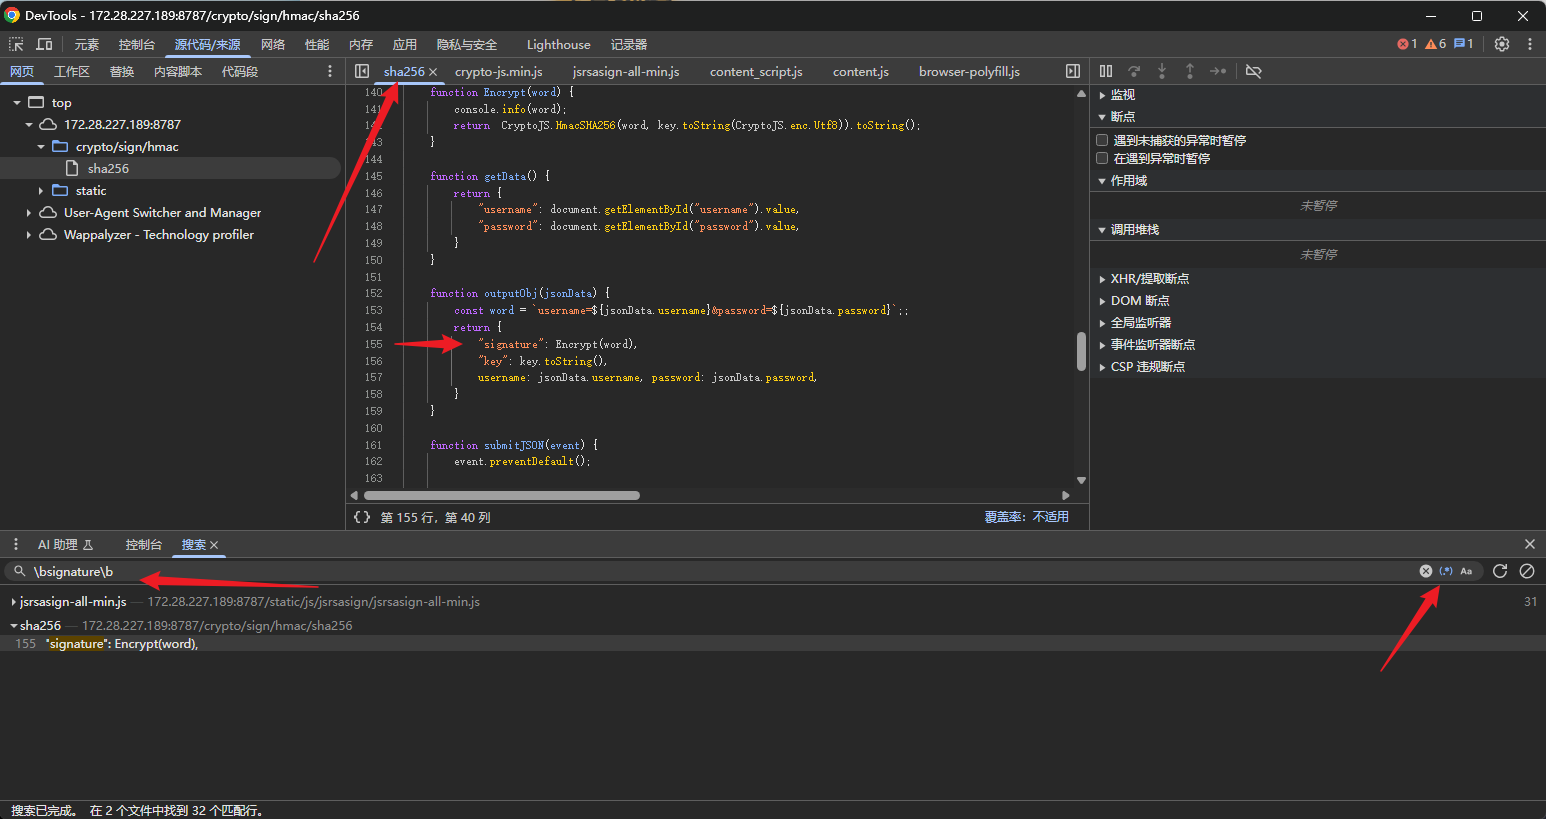 DevTools - 172.28.227.189:8787/crypto/sign/hmac/sha256
元素 控制台 源代码/来源 网络 性能 内存 应用 隐私与安全 Lighthouse 记录器 1 6 1
网页 工作区 替换 内容脚本 代码段
sha256 crypto-js.min.js jsrsasign-all-min.js content_script.js content.js browser-polyfill.js
top
172.28.227.189:8787
crypto/sign/hmac
sha256
static
User-Agent Switcher and Manager
Wappalyzer - Technology profiler
140 function Encrypt(word) {
141 console.info(word);
142 return CryptoJS.HmacSHA256(word, key.toString(CryptoJS.enc.Utf8)).toString();
143 }
144
145 function getData() {
146 return {
147 "username": document.getElementById("username").value,
148 "password": document.getElementById("password").value,
149 }
150 }
151
152 function outputObj(jsonData) {
153 const word = `username=${jsonData.username}&password=${jsonData.password}`;;
154 return {
155 "signature": Encrypt(word),
156 "key": key.toString(),
157 username: jsonData.username, password: jsonData.password,
158 }
159 }
160
161 function submitJSON(event) {
162 event.preventDefault();
163
{} 第 155 行，第 40 列
覆盖率：不适用
监视
断点
遇到未捕获的异常时暂停
在遇到异常时暂停
作用域
未暂停
调用堆栈
未暂停
XHR/提取断点
DOM 断点
全局监听器
事件监听器断点
CSP 违规断点
AI 助理 控制台 搜索
\bsignature\b (.*) Aa
jsrsasign-all-min.js — 172.28.227.189:8787/static/js/jsrsasign/jsrsasign-all-min.js 31
sha256 — 172.28.227.189:8787/crypto/sign/hmac/sha256
155 "signature": Encrypt(word),
搜索已完成。 在 2 个文件中找到 32 个匹配行。